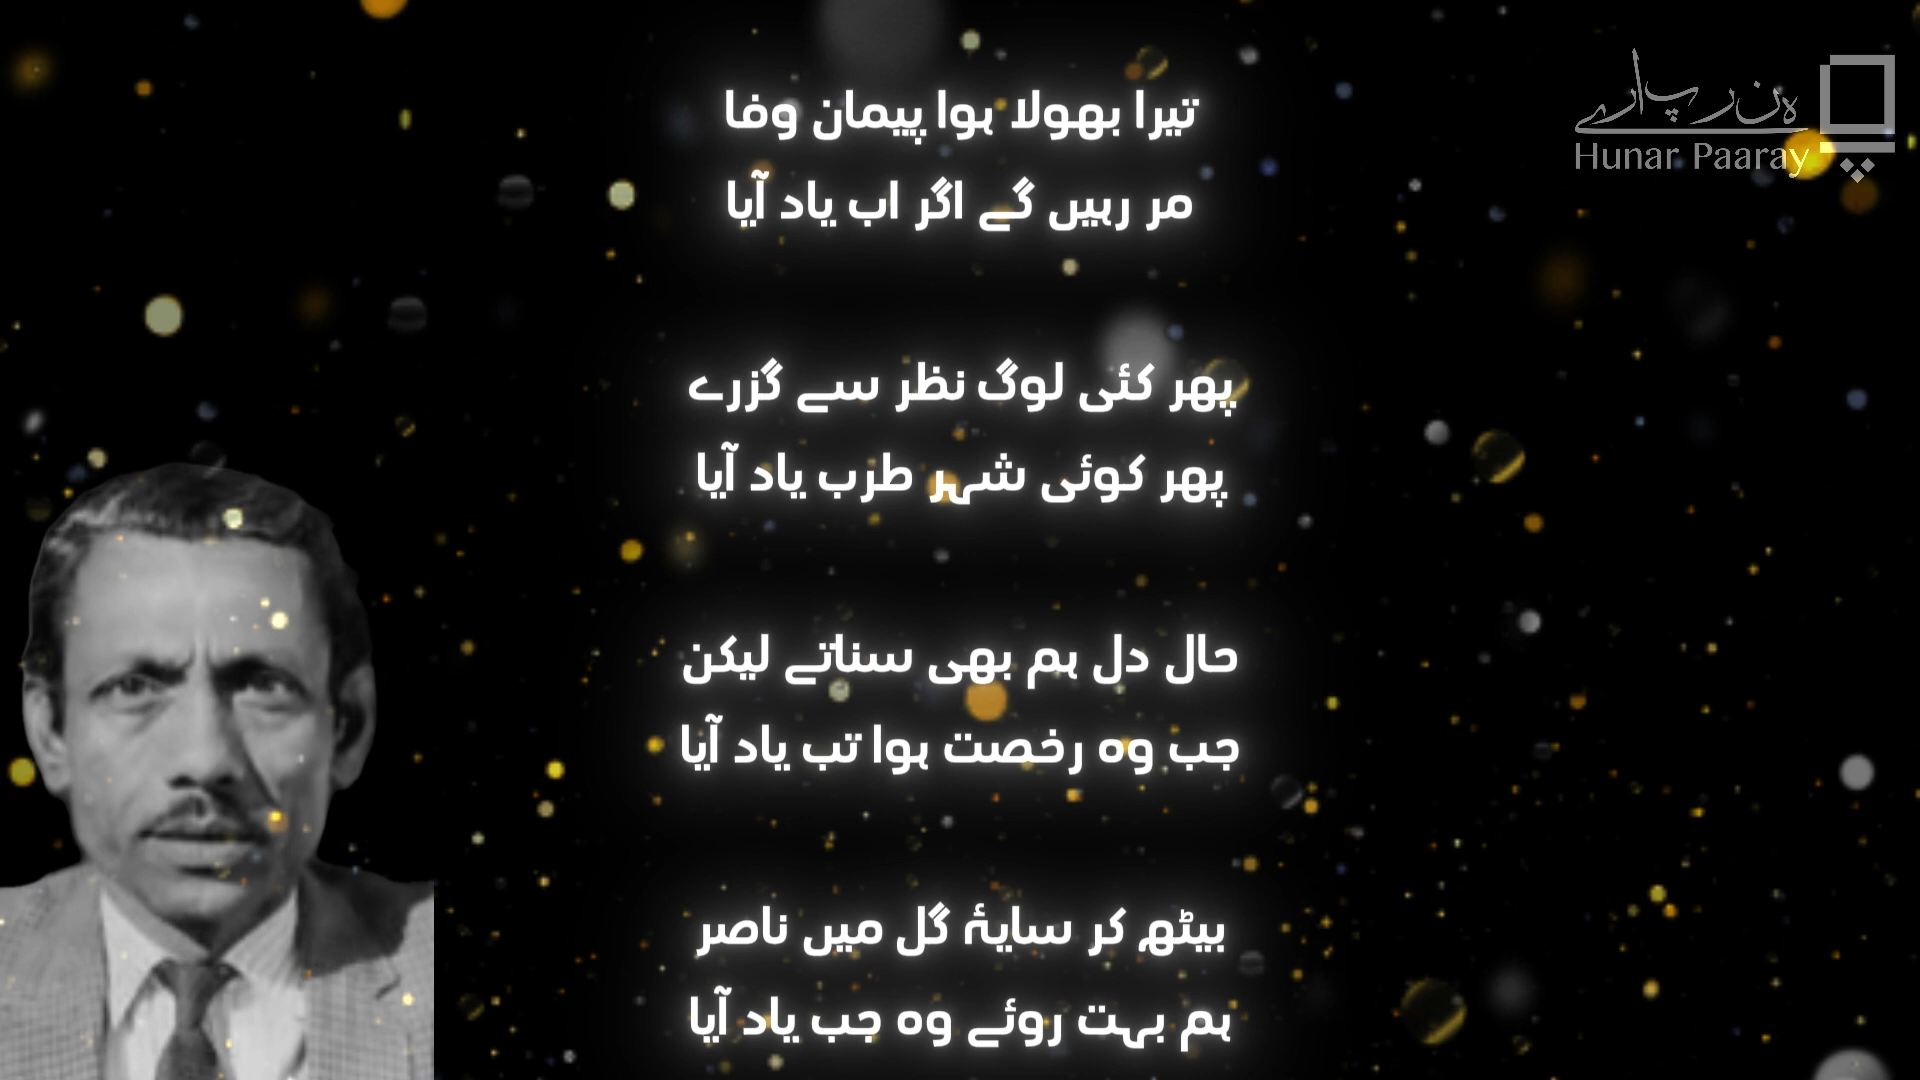 ہنر پارے
Hunar Paaray
تیرا بھولا ہوا پیمان وفا
مر رہیں گے اگر اب یاد آیا
پھر کئی لوگ نظر سے گزرے
پھر کوئی شہر طرب یاد آیا
حال دل ہم بھی سناتے لیکن
جب وہ رخصت ہوا تب یاد آیا
بیٹھ کر سایۂ گل میں ناصر
ہم بہت روئے وہ جب یاد آیا